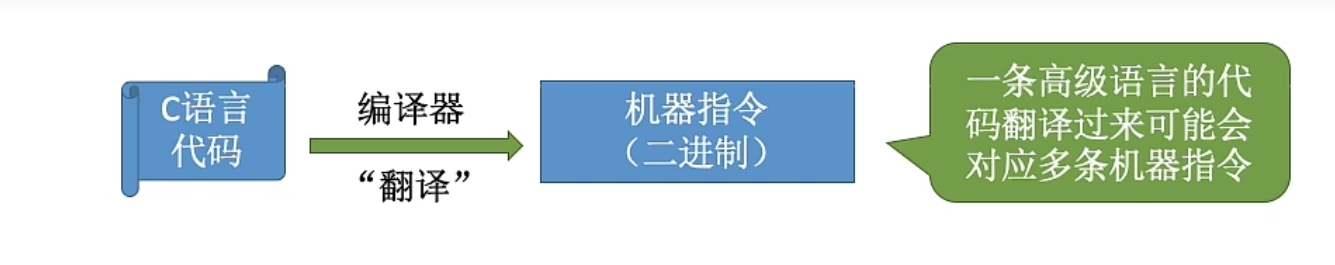 C语言
代码
编译器
“翻译”
机器指令
（二进制）
一条高级语言的代
码翻译过来可能会
对应多条机器指令